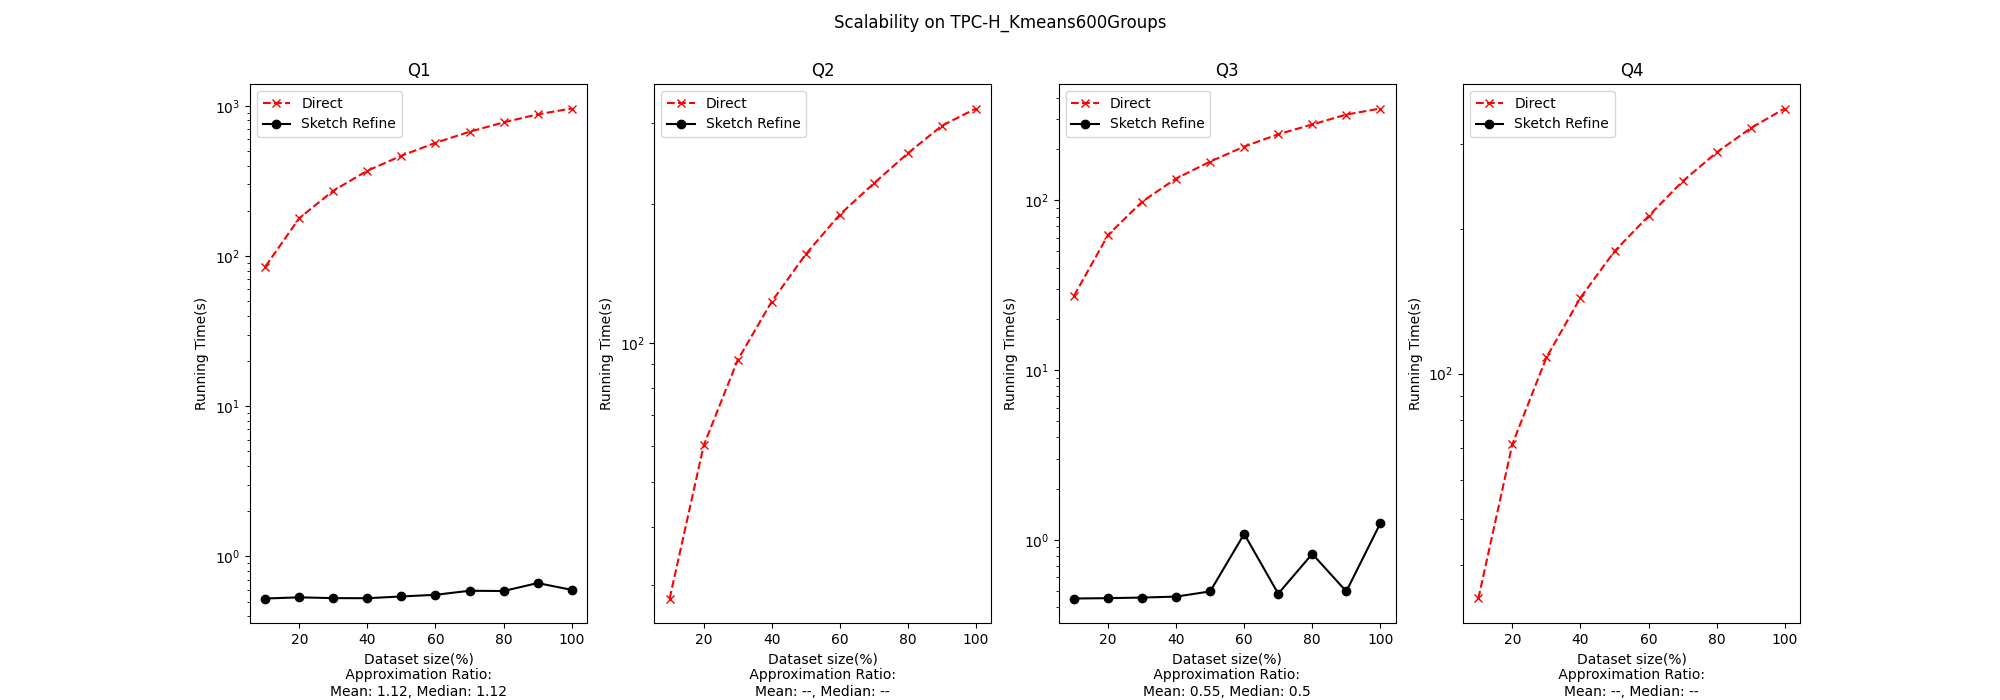 Scalability on TPC-H_Kmeans600Groups
Q1
Direct
Sketch Refine
10³
10²
10¹
10⁰
Running Time(s)
20 40 60 80 100
Dataset size(%)
Approximation Ratio:
Mean: 1.12, Median: 1.12
Q2
Direct
Sketch Refine
10²
Running Time(s)
20 40 60 80 100
Dataset size(%)
Approximation Ratio:
Mean: --, Median: --
Q3
Direct
Sketch Refine
10²
10¹
10⁰
Running Time(s)
20 40 60 80 100
Dataset size(%)
Approximation Ratio:
Mean: 0.55, Median: 0.5
Q4
Direct
Sketch Refine
10²
Running Time(s)
20 40 60 80 100
Dataset size(%)
Approximation Ratio:
Mean: --, Median: --